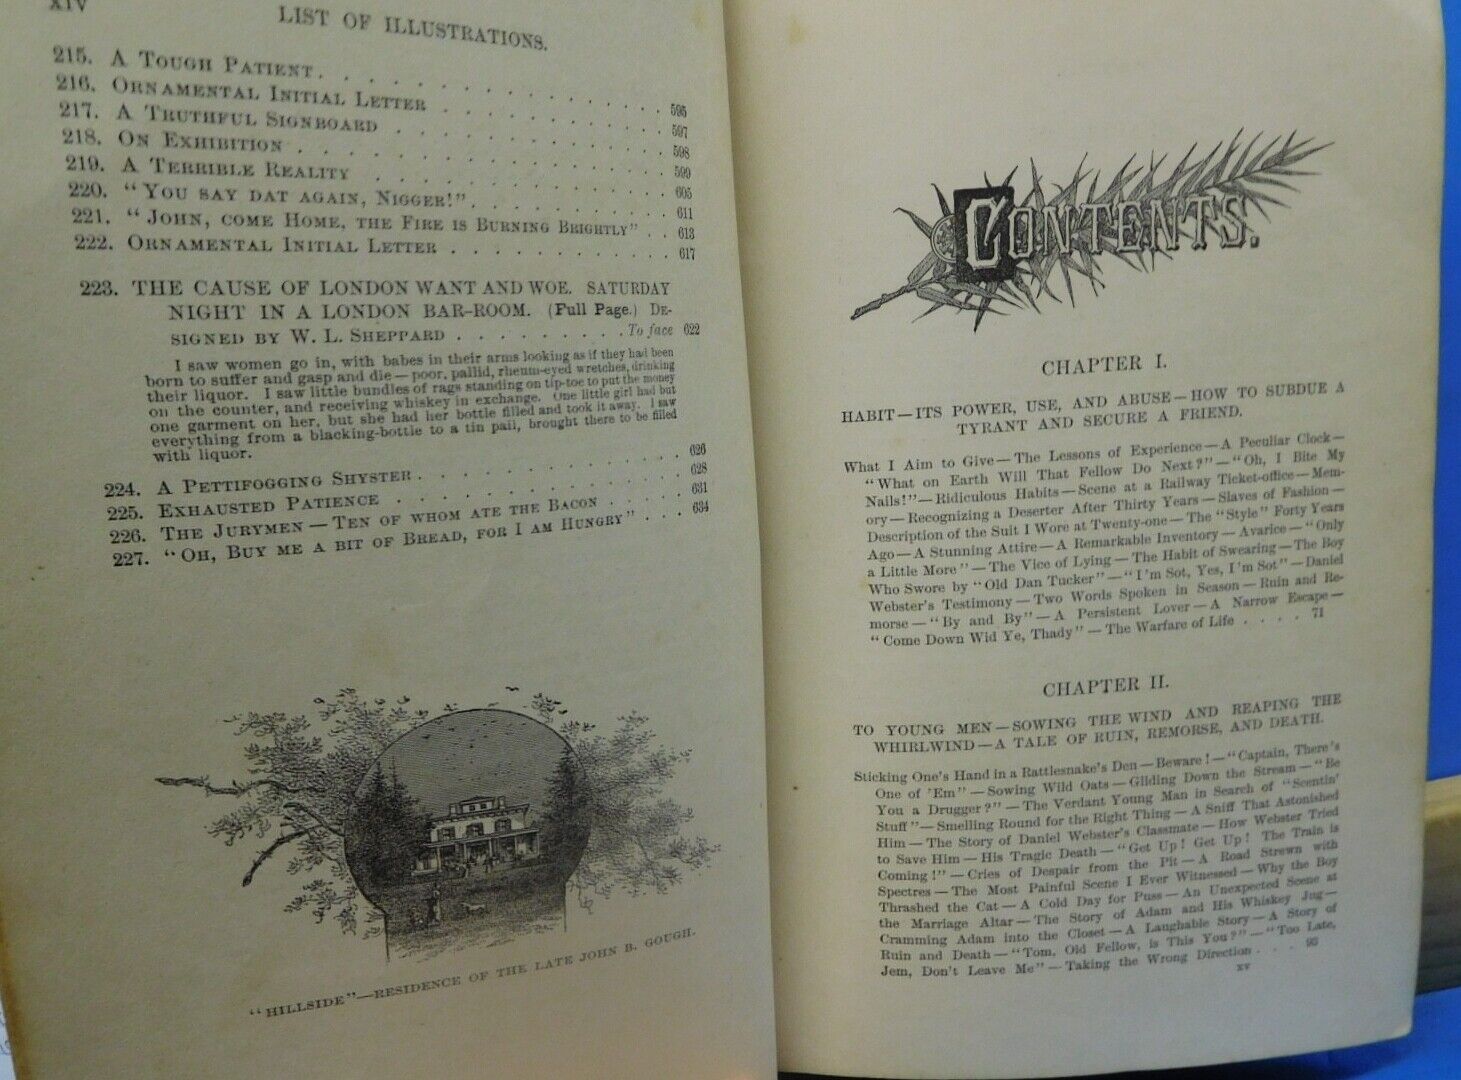 XIV
LIST OF ILLUSTRATIONS.
215. A Tough Patient . . . . . . . . . . . . 595
216. Ornamental Initial Letter . . . . . . . . 597
217. A Truthful Signboard . . . . . . . . . 598
218. On Exhibition . . . . . . . . . . . . 599
219. A Terrible Reality . . . . . . . . . . 605
220. "You say dat again, Nigger!" . . . . . . . 611
221. "John, come Home, the Fire is Burning Brightly" . . 613
222. Ornamental Initial Letter . . . . . . . . 617
223. THE CAUSE OF LONDON WANT AND WOE. SATURDAY
NIGHT IN A LONDON BAR-ROOM. (Full Page.) De-
signed by W. L. Sheppard . . . . . . . . To face 622
I saw women go in, with babes in their arms looking as if they had been
born to suffer and gasp and die—poor, pallid, rheum-eyed wretches, drinking
their liquor. I saw little bundles of rags standing on tip-toe to put the money
on the counter, and receiving whiskey in exchange. One little girl had but
one garment on her, but she had her bottle filled and took it away. I saw
everything from a blacking-bottle to a tin pail, brought there to be filled
with liquor.
224. A Pettifogging Shyster . . . . . . . . . 626
225. Exhausted Patience . . . . . . . . . . 628
226. The Jurymen — Ten of whom ate the Bacon . . . . 631
227. "Oh, Buy me a bit of Bread, for I am Hungry" . . . 634
"HILLSIDE"—RESIDENCE OF THE LATE JOHN B. GOUGH.
CONTENTS.
CHAPTER I.
HABIT—ITS POWER, USE, AND ABUSE—HOW TO SUBDUE A
TYRANT AND SECURE A FRIEND.
What I Aim to Give—The Lessons of Experience—A Peculiar Clock—
"What on Earth Will That Fellow Do Next?"—"Oh, I Bite My
Nails!"—Ridiculous Habits—Scene at a Railway Ticket-office—Mem-
ory—Recognizing a Deserter After Thirty Years—Slaves of Fashion—
Description of the Suit I Wore at Twenty-one—The "Style" Forty Years
Ago—A Stunning Attire—A Remarkable Inventory—Avarice—"Only
a Little More"—The Vice of Lying—The Habit of Swearing—The Boy
Who Swore by "Old Dan Tucker"—"I'm Sot, Yes, I'm Sot"—Daniel
Webster's Testimony—Two Words Spoken in Season—Ruin and Re-
morse—"By and By"—A Persistent Lover—A Narrow Escape—
"Come Down Wid Ye, Thady"—The Warfare of Life . . . . 71
CHAPTER II.
TO YOUNG MEN—SOWING THE WIND AND REAPING THE
WHIRLWIND—A TALE OF RUIN, REMORSE, AND DEATH.
Sticking One's Hand in a Rattlesnake's Den—Beware!—"Captain, There's
One of 'Em"—Sowing Wild Oats—Gliding Down the Stream—"Be
You a Drugger?"—The Verdant Young Man in Search of "Scentin'
Stuff"—Smelling Round for the Right Thing—A Sniff That Astonished
Him—The Story of Daniel Webster's Classmate—How Webster Tried
to Save Him—His Tragic Death—"Get Up! Get Up! The Train is
Coming!"—Cries of Despair from the Pit—A Road Strewn with
Spectres—The Most Painful Scene I Ever Witnessed—Why the Boy
Thrashed the Cat—A Cold Day for Puss—An Unexpected Scene at
the Marriage Altar—The Story of Adam and His Whiskey Jug—
Cramming Adam into the Closet—A Laughable Story—A Story of
Ruin and Death—"Tom, Old Fellow, is This You?"—"Too Late,
Jem, Don't Leave Me"—Taking the Wrong Direction . . . 93
xv